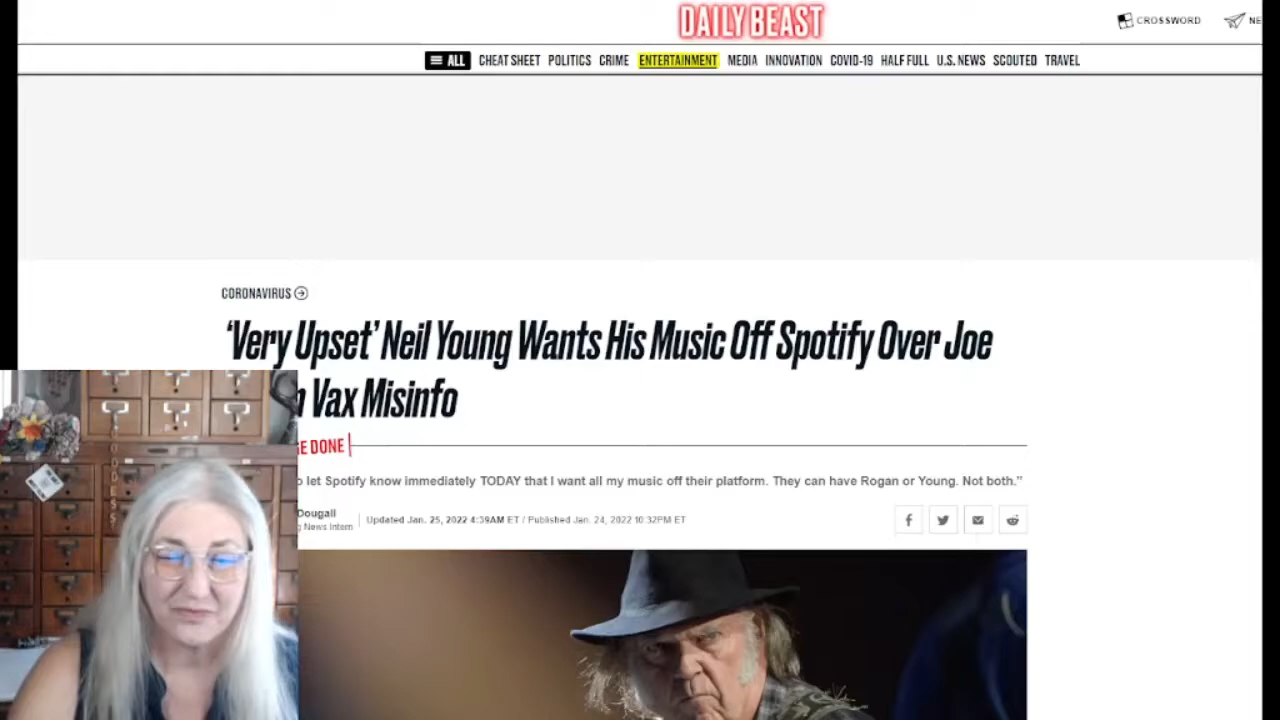 DAILY BEAST
CROSSWORD
ALL CHEAT SHEET POLITICS CRIME ENTERTAINMENT MEDIA INNOVATION COVID-19 HALF FULL U.S. NEWS SCOUTED TRAVEL
CORONAVIRUS
‘Very Upset’ Neil Young Wants His Music Off Spotify Over Joe
Vax Misinfo
DONE
let Spotify know immediately TODAY that I want all my music off their platform. They can have Rogan or Young. Not both.”
Dougall
News Intern
Updated Jan. 25, 2022 4:39AM ET / Published Jan. 24, 2022 10:32PM ET